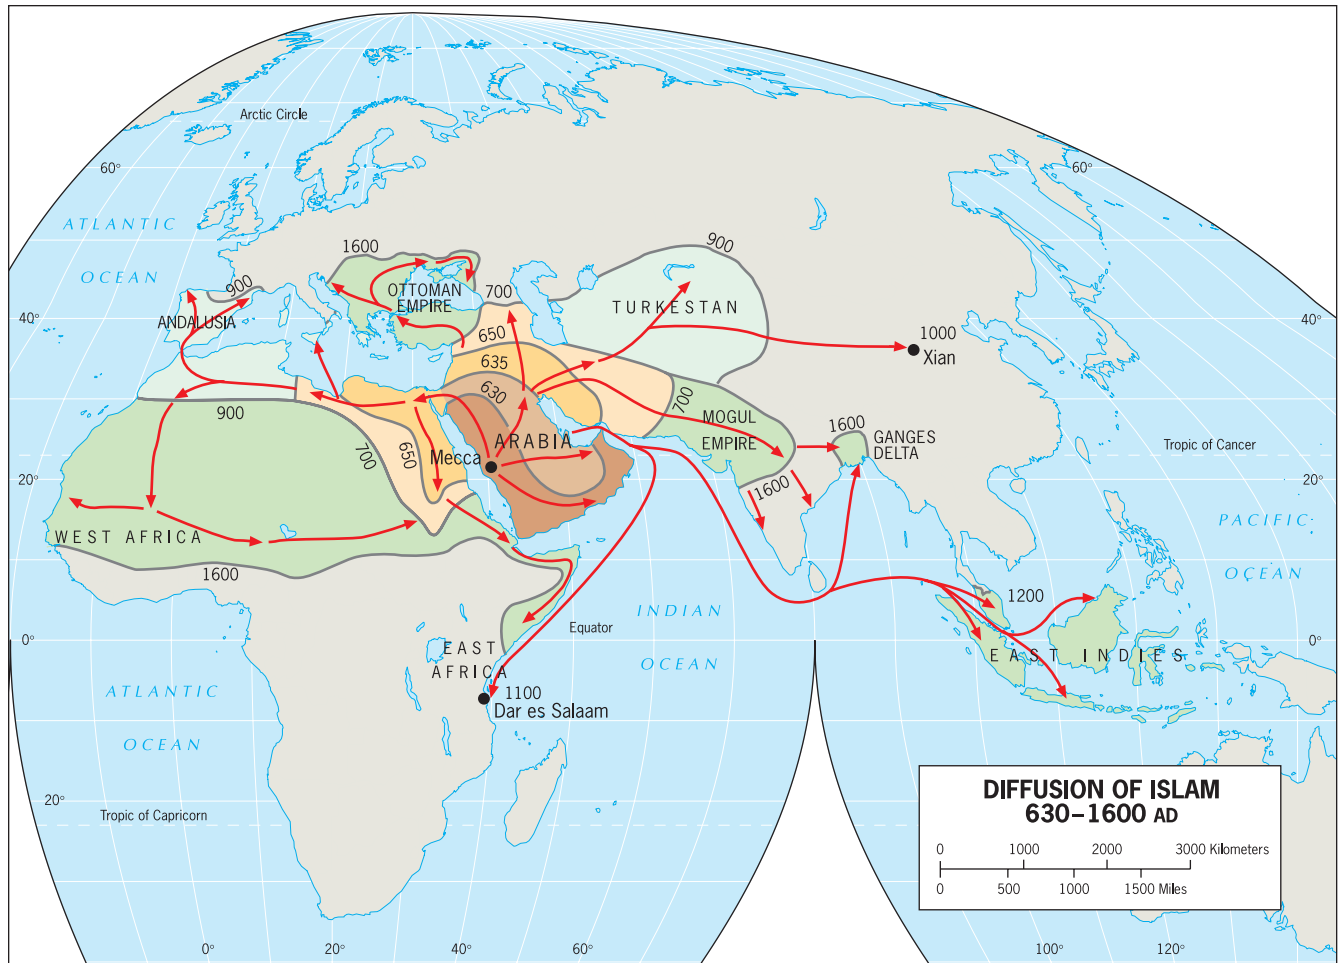 Arctic Circle
60°
60°
ATLANTIC
OCEAN
1600
900
900
OTTOMAN
EMPIRE
700
TURKESTAN
ANDALUSIA
40°
40°
650
1000
Xian
635
630
900
700
MOGUL
EMPIRE
1600
GANGES
DELTA
ARABIA
Mecca
700
650
Tropic of Cancer
20°
20°
1600
PACIFIC
OCEAN
WEST AFRICA
1600
1200
INDIAN
OCEAN
Equator
0°
0°
EAST
AFRICA
EAST INDIES
ATLANTIC
OCEAN
1100
Dar es Salaam
20°
Tropic of Capricorn
DIFFUSION OF ISLAM
630–1600 AD
0 1000 2000 3000 Kilometers
0 500 1000 1500 Miles
0° 20° 40° 60° 100° 120°